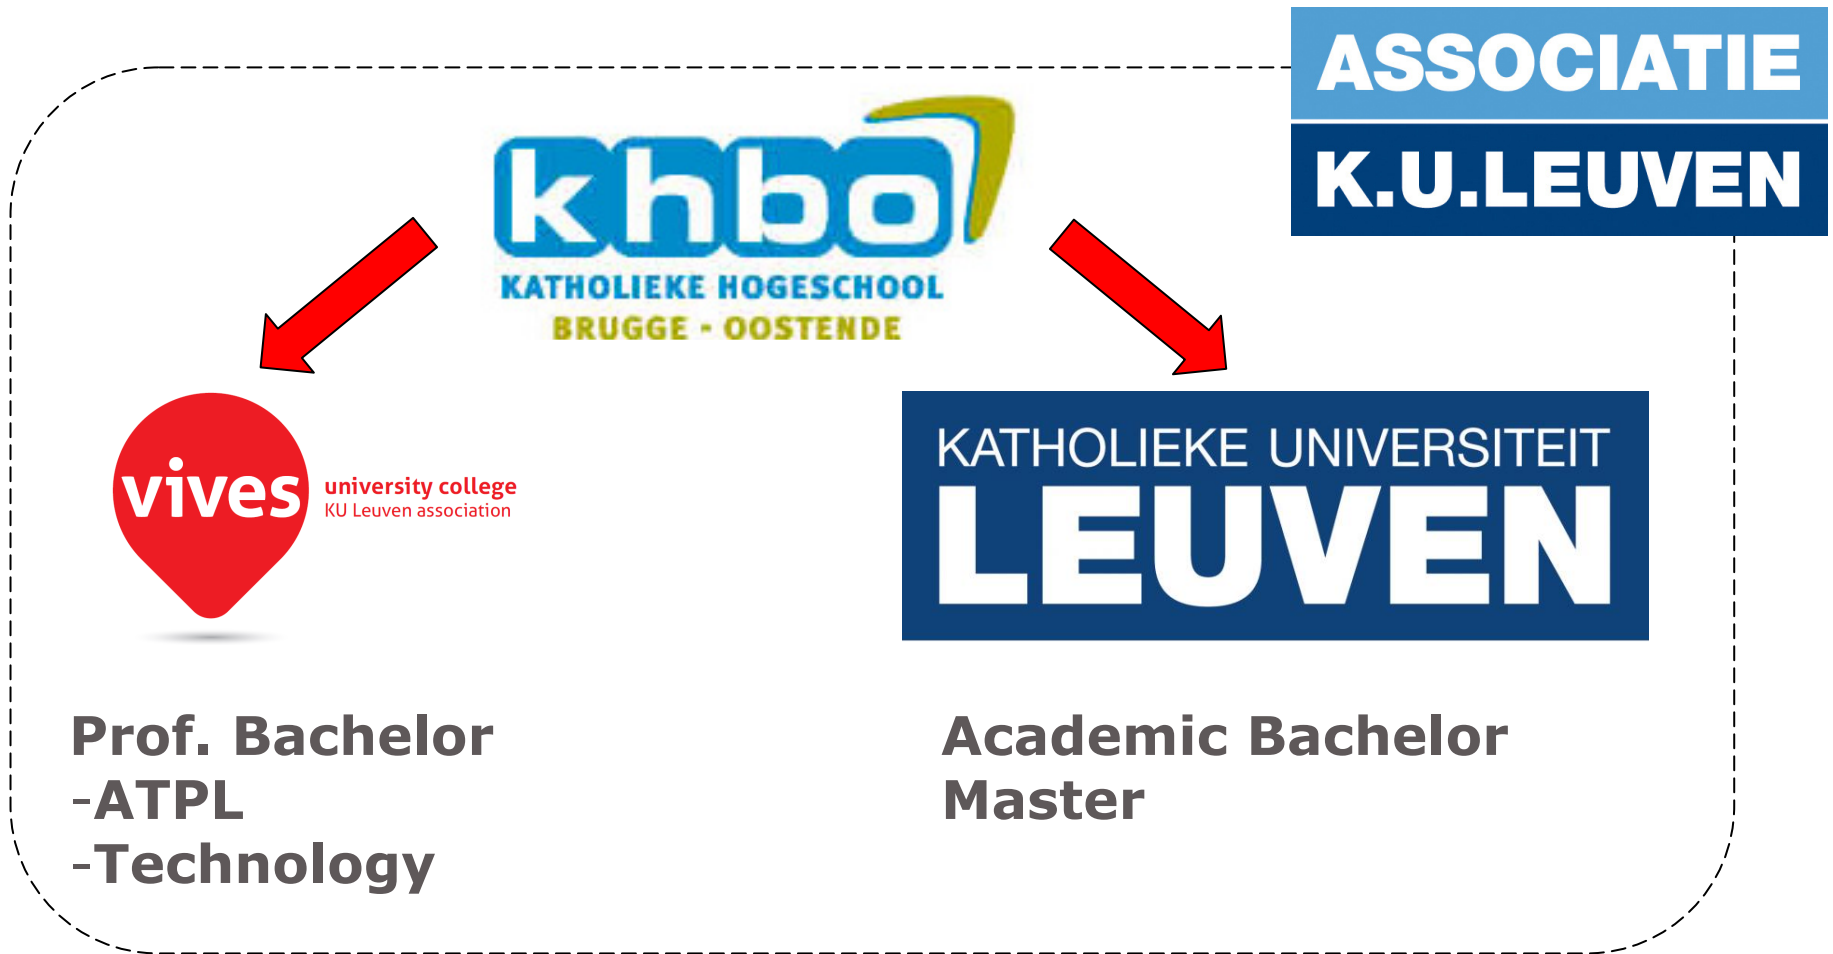 ASSOCIATIE
K.U.LEUVEN
khbo
KATHOLIEKE HOGESCHOOL
BRUGGE - OOSTENDE
vives
university college
KU Leuven association
KATHOLIEKE UNIVERSITEIT
LEUVEN
Prof. Bachelor
-ATPL
-Technology
Academic Bachelor
Master